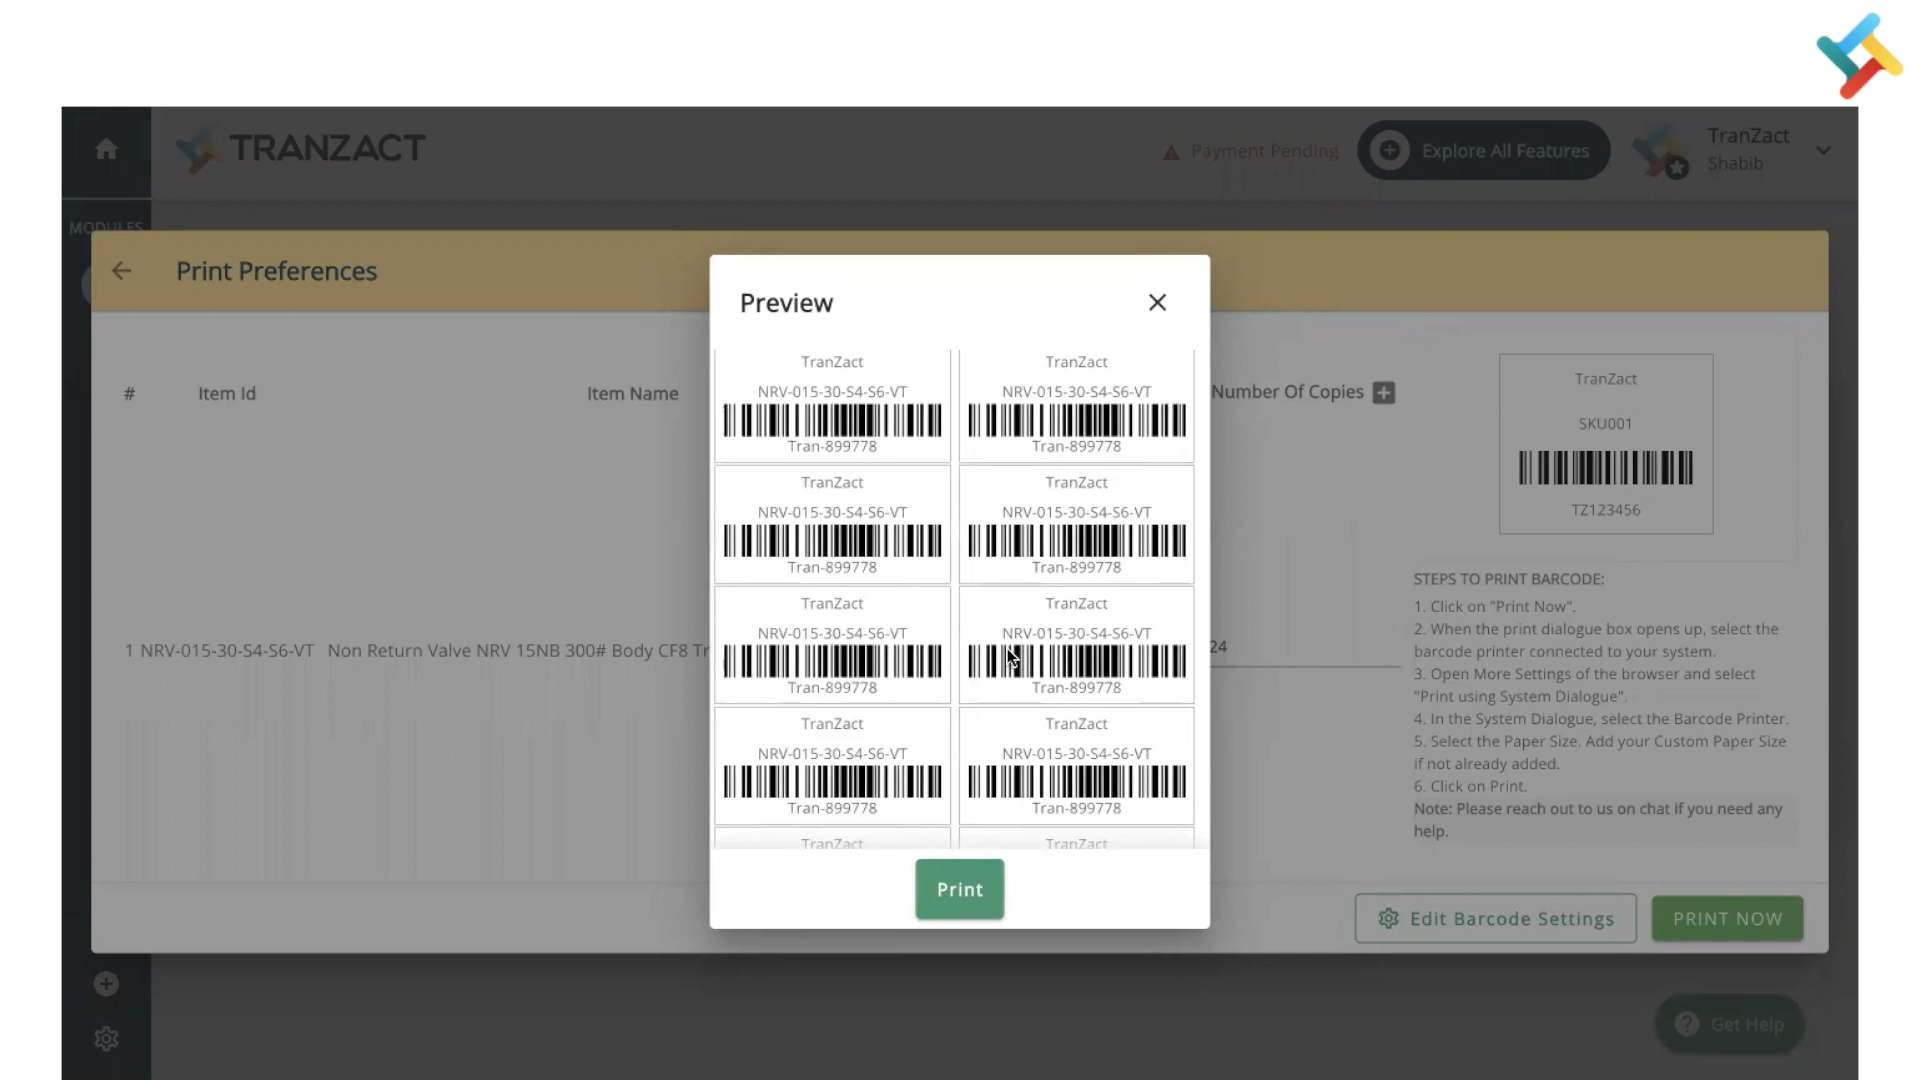 TRANZACT
Payment Pending
Explore All Features
TranZact
Shabib
MODULES
Print Preferences
Preview
# Item Id Item Name Number Of Copies
1 NRV-015-30-S4-S6-VT Non Return Valve NRV 15NB 300# Body CF8 Tr 24
TranZact TranZact
NRV-015-30-S4-S6-VT NRV-015-30-S4-S6-VT
Tran-899778 Tran-899778
TranZact TranZact
NRV-015-30-S4-S6-VT NRV-015-30-S4-S6-VT
Tran-899778 Tran-899778
TranZact TranZact
NRV-015-30-S4-S6-VT NRV-015-30-S4-S6-VT
Tran-899778 Tran-899778
TranZact TranZact
NRV-015-30-S4-S6-VT NRV-015-30-S4-S6-VT
Tran-899778 Tran-899778
TranZact TranZact
Print
TranZact
SKU001
TZ123456
STEPS TO PRINT BARCODE:
1. Click on "Print Now".
2. When the print dialogue box opens up, select the
barcode printer connected to your system.
3. Open More Settings of the browser and select
"Print using System Dialogue".
4. In the System Dialogue, select the Barcode Printer.
5. Select the Paper Size. Add your Custom Paper Size
if not already added.
6. Click on Print.
Note: Please reach out to us on chat if you need any
help.
Edit Barcode Settings
PRINT NOW
Get Help